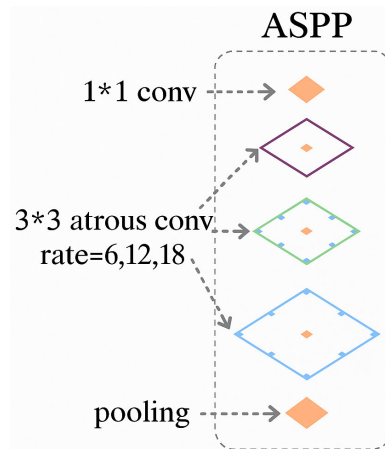 ASPP
1*1 conv
3*3 atrous conv
rate=6,12,18
pooling